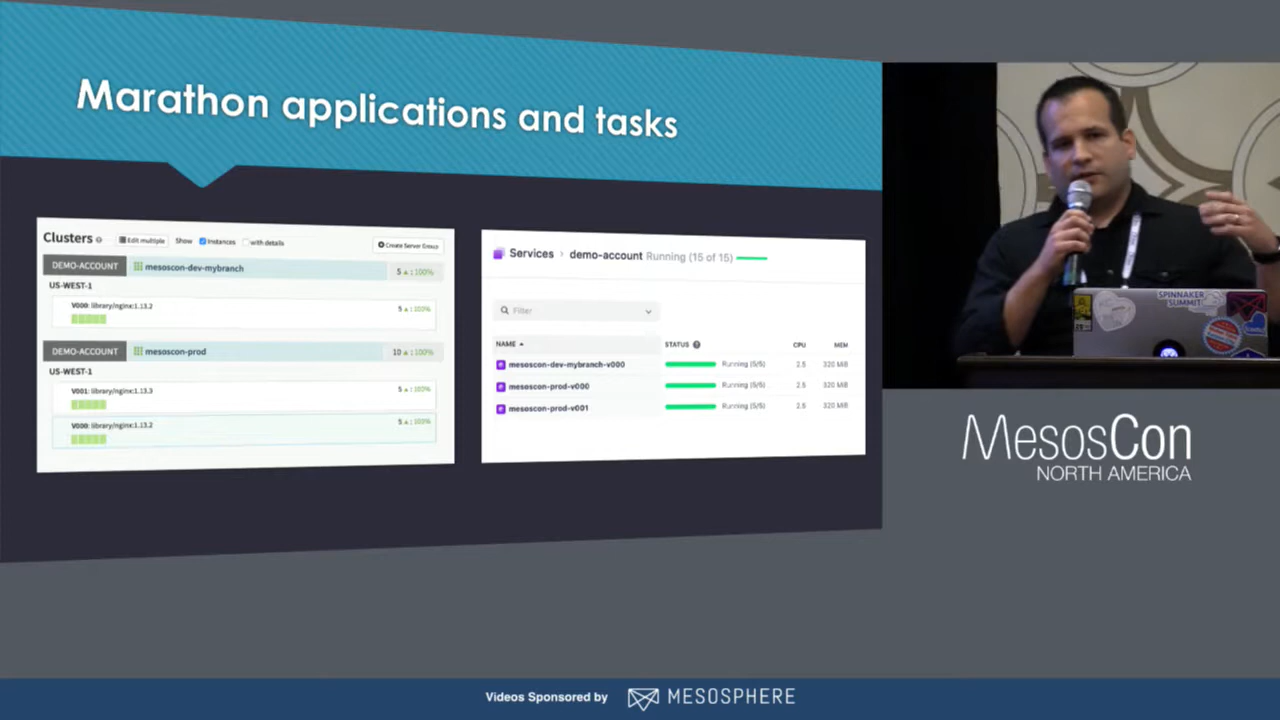 Marathon applications and tasks
Clusters
Edit multiple
Show
Instances
with details
Create Server Group
DEMO-ACCOUNT
mesoscon-dev-mybranch
5 : 100%
US-WEST-1
V000: library/nginx:1.13.2
5 : 100%
DEMO-ACCOUNT
mesoscon-prod
10 : 100%
US-WEST-1
V001: library/nginx:1.13.3
5 : 100%
V000: library/nginx:1.13.2
5 : 100%
Services > demo-account Running (15 of 15)
Filter
NAME STATUS CPU MEM
mesoscon-dev-mybranch-v000 Running (5/5) 2.5 320 MiB
mesoscon-prod-v000 Running (5/5) 2.5 320 MiB
mesoscon-prod-v001 Running (5/5) 2.5 320 MiB
SPINNAKER
SUMMIT
MesosCon
NORTH AMERICA
Videos Sponsored by MESOSPHERE